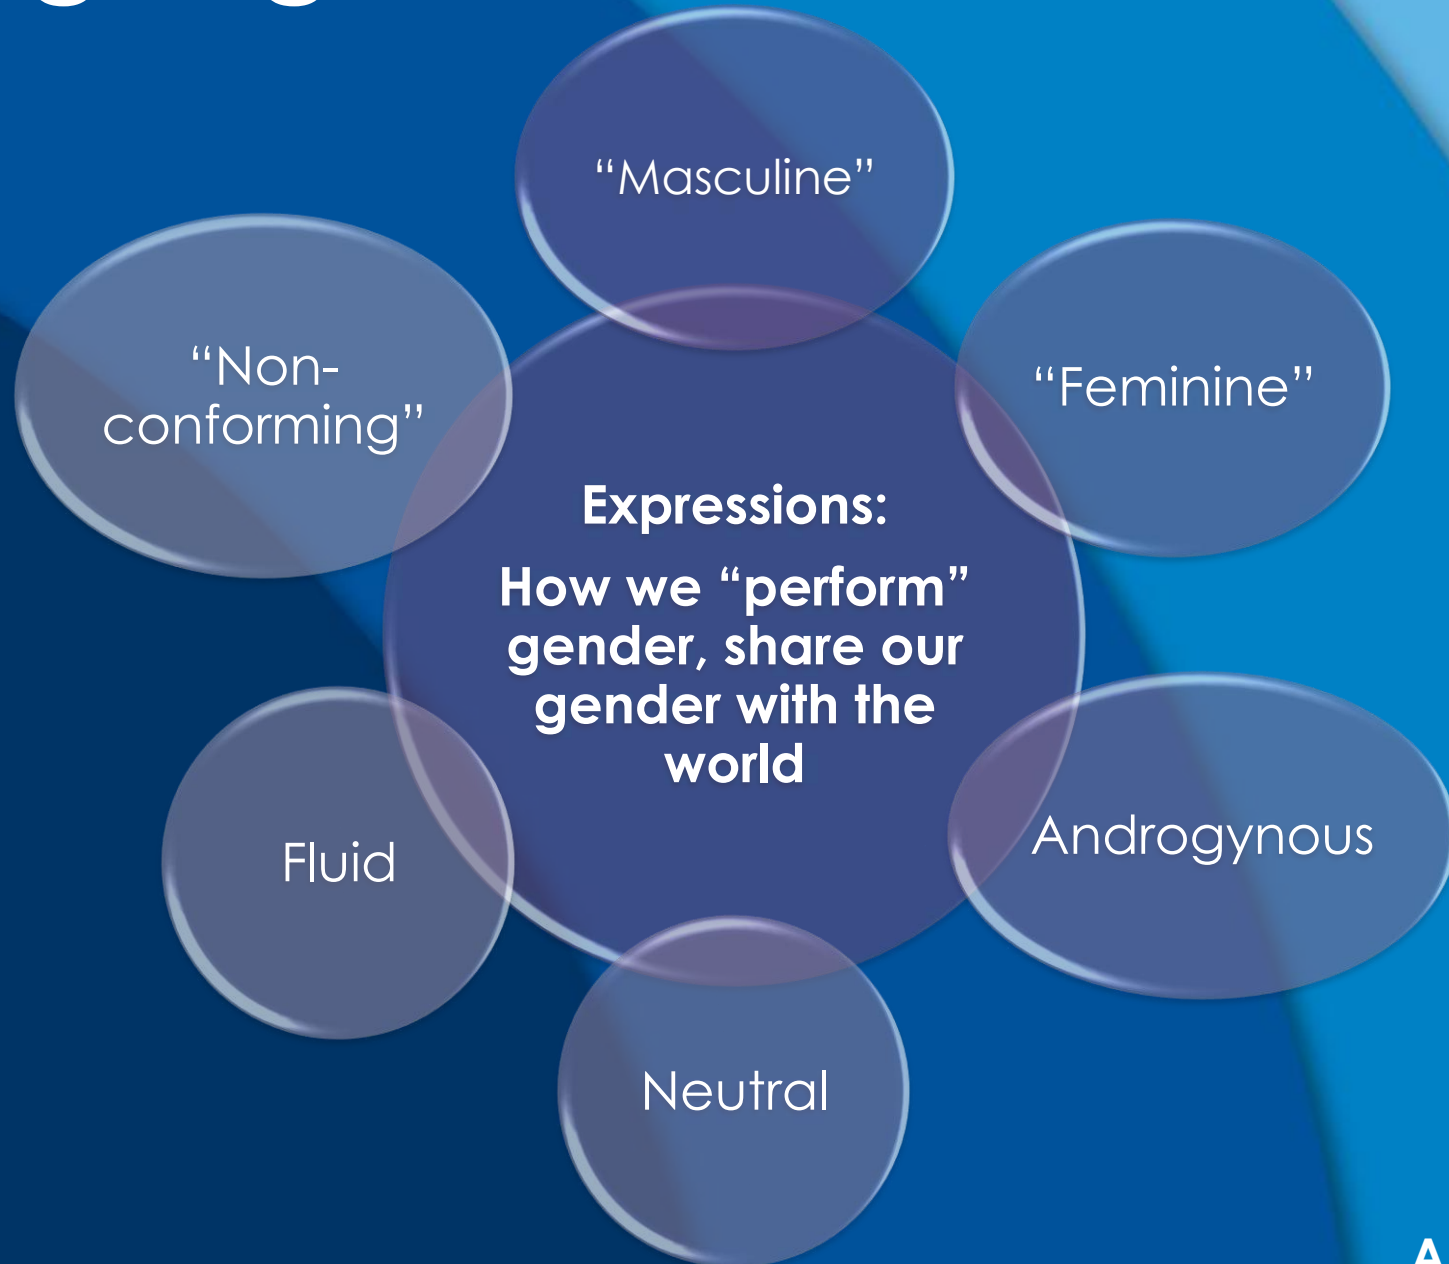 “Masculine”
“Feminine”
Androgynous
Neutral
Fluid
“Non-
conforming”
Expressions:
How we “perform”
gender, share our
gender with the
world